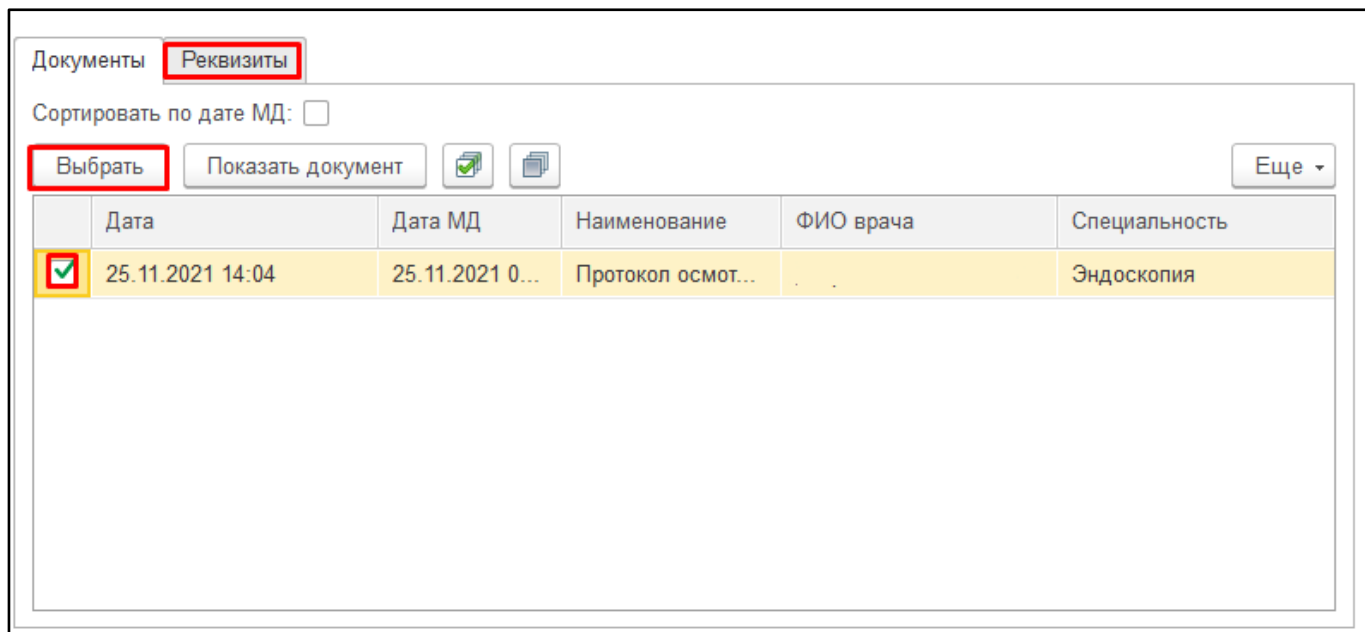 Документы Реквизиты
Сортировать по дате МД:
Выбрать Показать документ Еще
Дата Дата МД Наименование ФИО врача Специальность
25.11.2021 14:04 25.11.2021 0... Протокол осмот... Эндоскопия